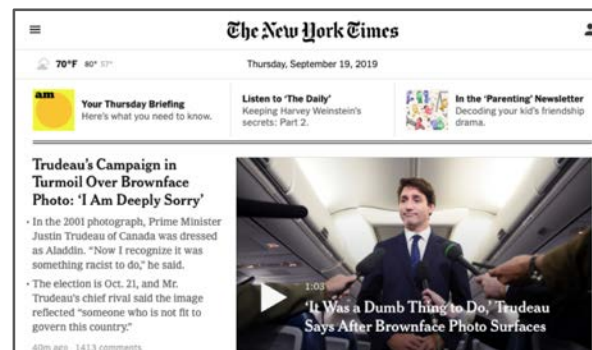 The New York Times
70°F 80° 57°
Thursday, September 19, 2019
am
Your Thursday Briefing
Here's what you need to know.
Listen to 'The Daily'
Keeping Harvey Weinstein's
secrets: Part 2.
In the 'Parenting' Newsletter
Decoding your kid's friendship
drama.
Trudeau's Campaign in
Turmoil Over Brownface
Photo: 'I Am Deeply Sorry'
• In the 2001 photograph, Prime Minister
Justin Trudeau of Canada was dressed
as Aladdin. "Now I recognize it was
something racist to do," he said.
• The election is Oct. 21, and Mr.
Trudeau's chief rival said the image
reflected "someone who is not fit to
govern this country."
40m ago 1413 comments
1:03
'It Was a Dumb Thing to Do,' Trudeau
Says After Brownface Photo Surfaces